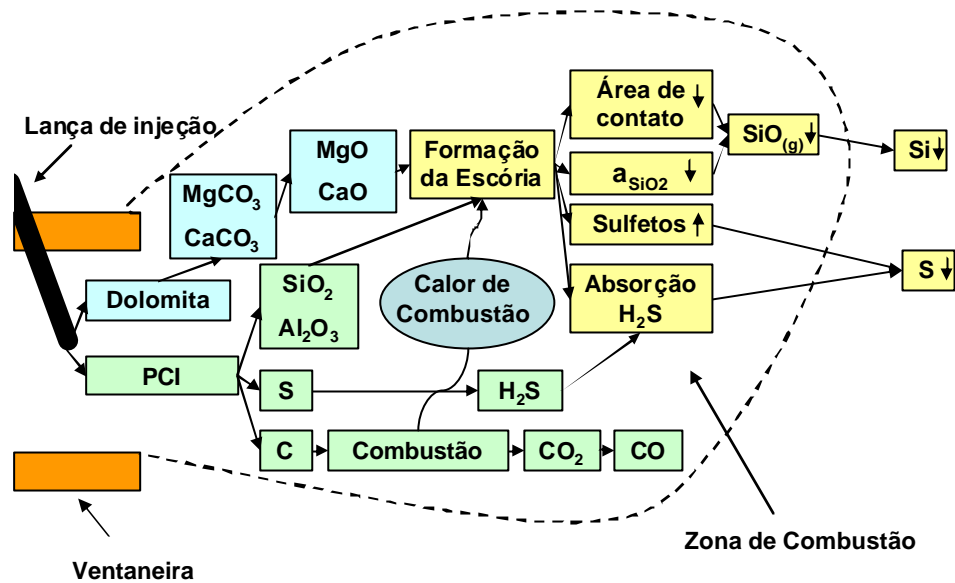 Lança de injeção
Ventaneira
Dolomita
PCI
MgCO₃
CaCO₃
MgO
CaO
SiO₂
Al₂O₃
S
C
Combustão
CO₂
CO
H₂S
Calor de
Combustão
Formação
da Escória
Área de ↓
contato
a_SiO2 ↓
Sulfetos ↑
Absorção
H₂S
SiO(g)↓
Si↓
S↓
Zona de Combustão